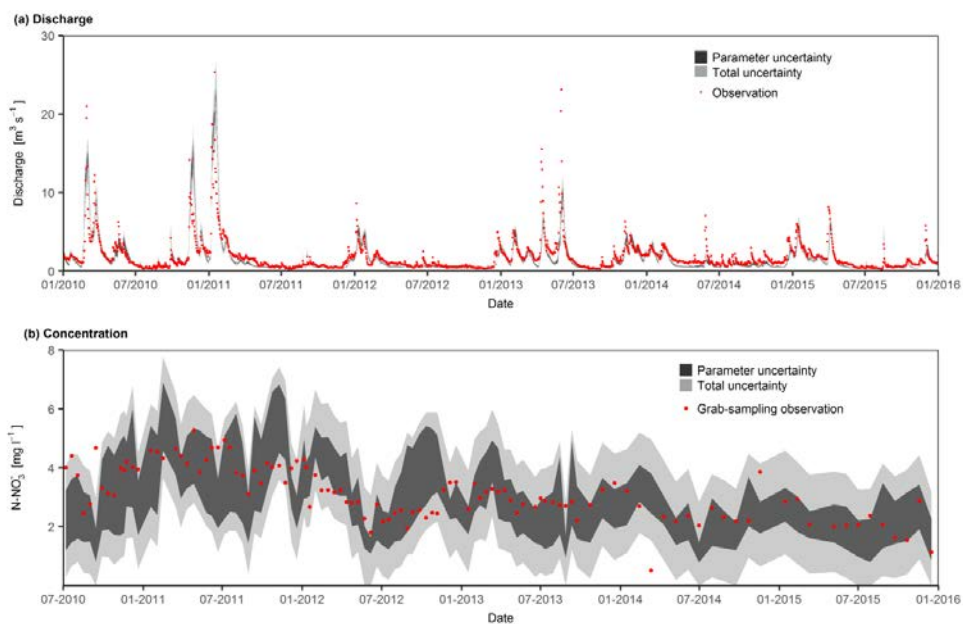 (a) Discharge
30
20
10
0
Discharge [m³ s⁻¹]
Parameter uncertainty
Total uncertainty
Observation
01/2010 07/2010 01/2011 07/2011 01/2012 07/2012 01/2013 07/2013 01/2014 07/2014 01/2015 07/2015 01/2016
Date
(b) Concentration
8
6
4
2
N-NO₃⁻ [mg l⁻¹]
Parameter uncertainty
Total uncertainty
Grab-sampling observation
07-2010 01-2011 07-2011 01-2012 07-2012 01-2013 07-2013 01-2014 07-2014 01-2015 07-2015 01-2016
Date